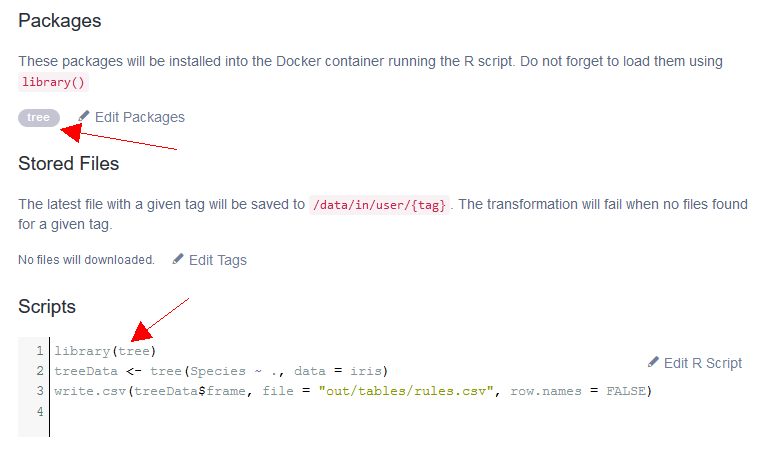 Packages
These packages will be installed into the Docker container running the R script. Do not forget to load them using
library()
tree Edit Packages
Stored Files
The latest file with a given tag will be saved to /data/in/user/{tag}. The transformation will fail when no files found
for a given tag.
No files will downloaded. Edit Tags
Scripts
1 library(tree)
Edit R Script
2 treeData <- tree(Species ~ ., data = iris)
3 write.csv(treeData$frame, file = "out/tables/rules.csv", row.names = FALSE)
4